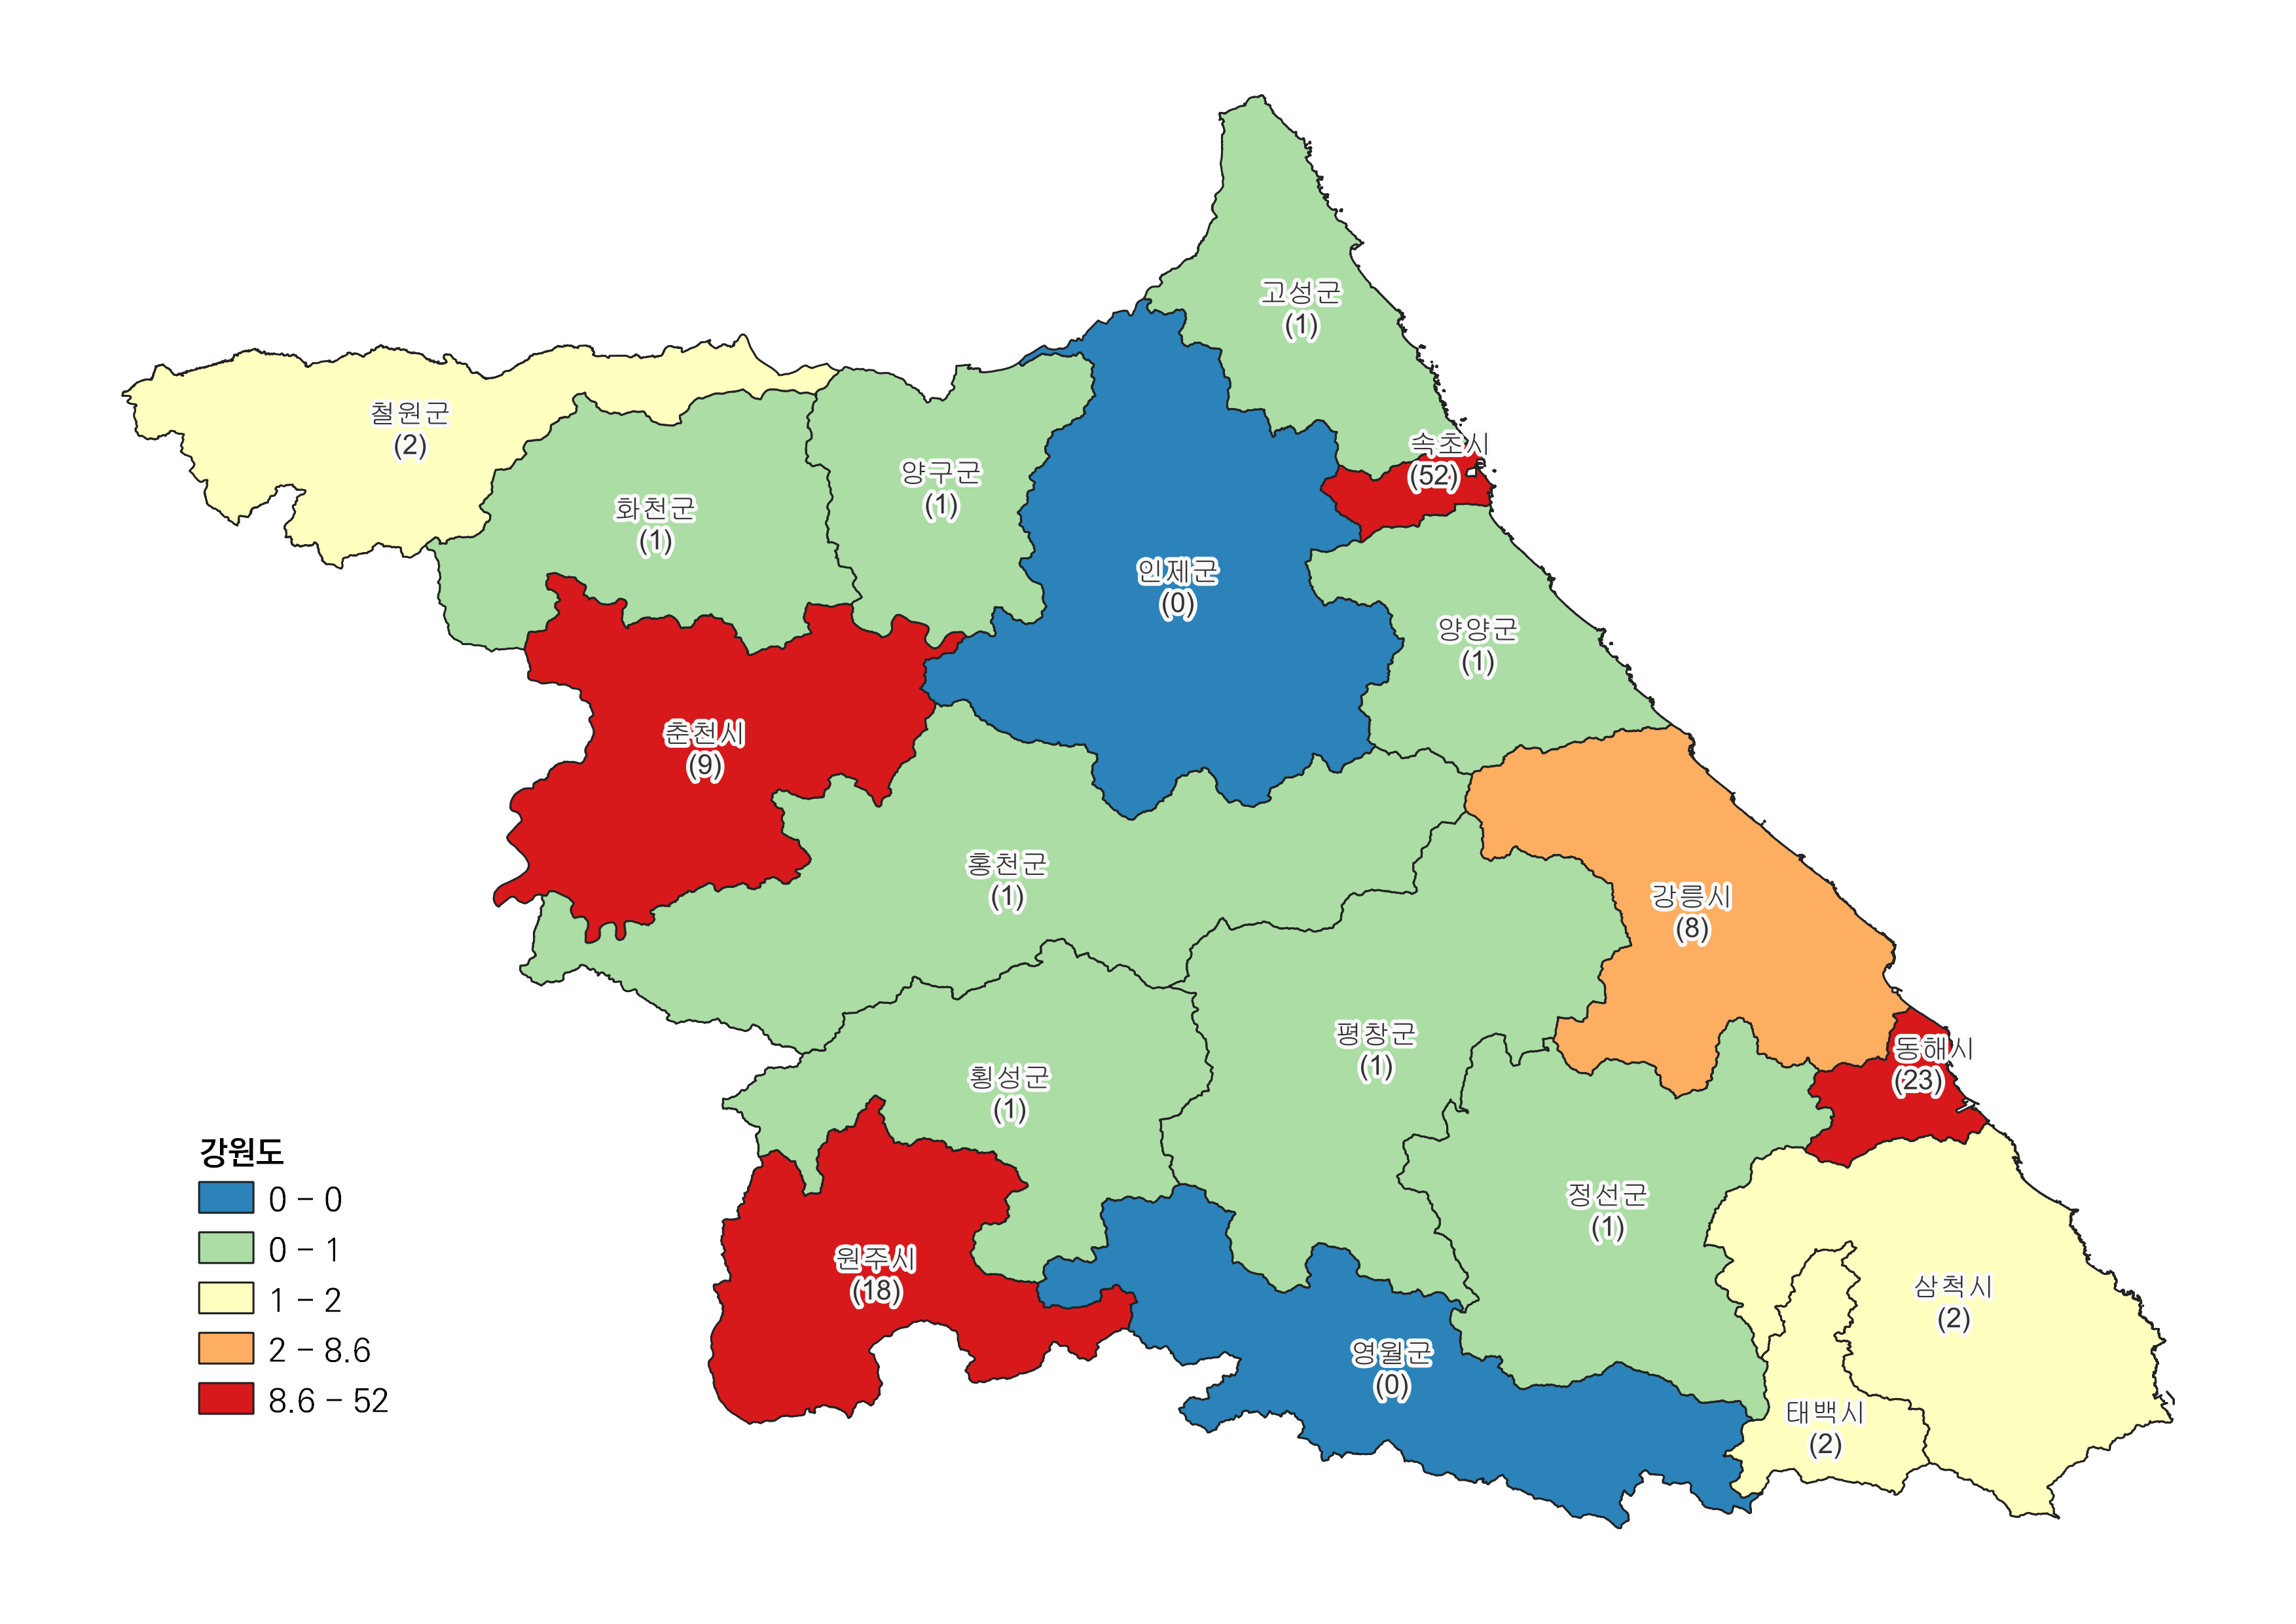 고성군
(1)
철원군
(2)
속초시
(52)
양구군
(1)
화천군
(1)
인제군
(0)
양양군
(1)
춘천시
(9)
홍천군
(1)
강릉시
(8)
평창군
(1)
동해시
(23)
횡성군
(1)
정선군
(1)
원주시
(18)
삼척시
(2)
영월군
(0)
태백시
(2)
강원도
0 – 0
0 – 1
1 – 2
2 – 8.6
8.6 – 52